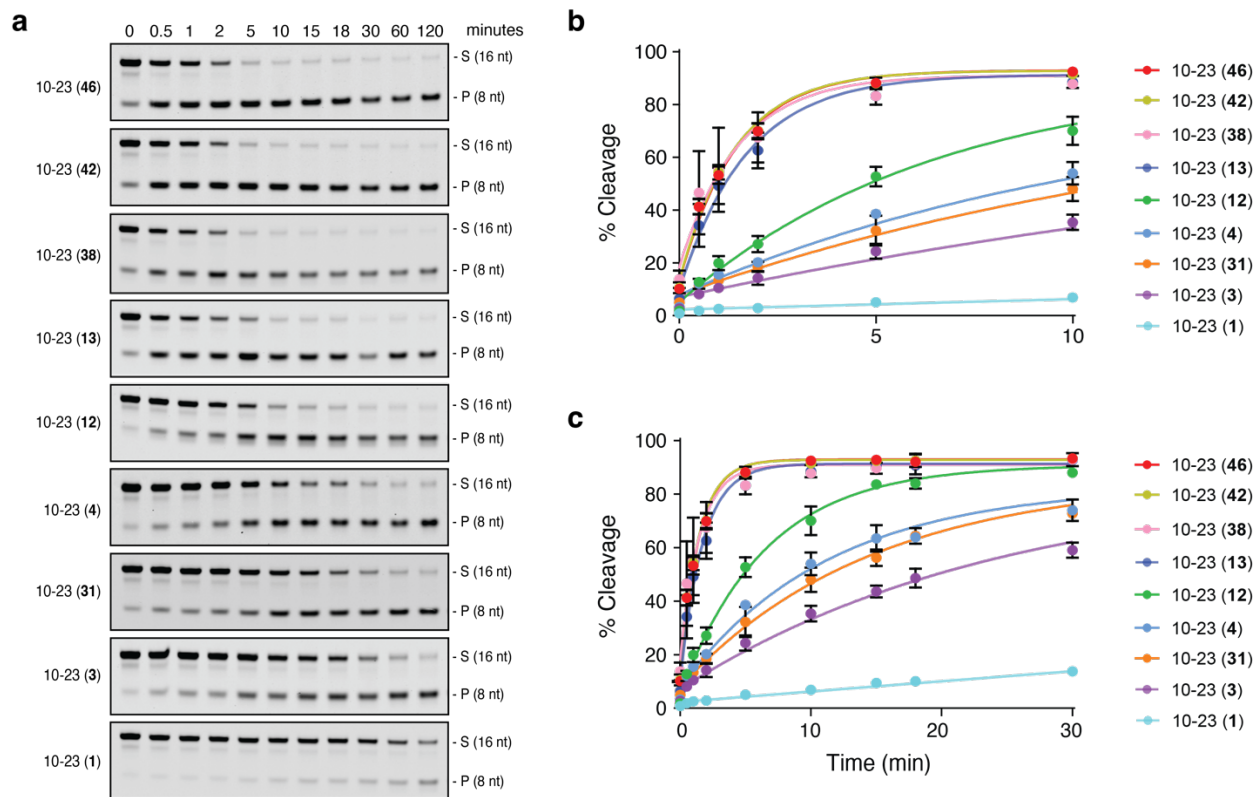 a
0 0.5 1 2 5 10 15 18 30 60 120 minutes
10-23 (46)
- S (16 nt)
- P (8 nt)
10-23 (42)
- S (16 nt)
- P (8 nt)
10-23 (38)
- S (16 nt)
- P (8 nt)
10-23 (13)
- S (16 nt)
- P (8 nt)
10-23 (12)
- S (16 nt)
- P (8 nt)
10-23 (4)
- S (16 nt)
- P (8 nt)
10-23 (31)
- S (16 nt)
- P (8 nt)
10-23 (3)
- S (16 nt)
- P (8 nt)
10-23 (1)
- S (16 nt)
- P (8 nt)
b
% Cleavage
100
80
60
40
20
0
0 5 10
10-23 (46)
10-23 (42)
10-23 (38)
10-23 (13)
10-23 (12)
10-23 (4)
10-23 (31)
10-23 (3)
10-23 (1)
c
% Cleavage
100
80
60
40
20
0
0 10 20 30
Time (min)
10-23 (46)
10-23 (42)
10-23 (38)
10-23 (13)
10-23 (12)
10-23 (4)
10-23 (31)
10-23 (3)
10-23 (1)